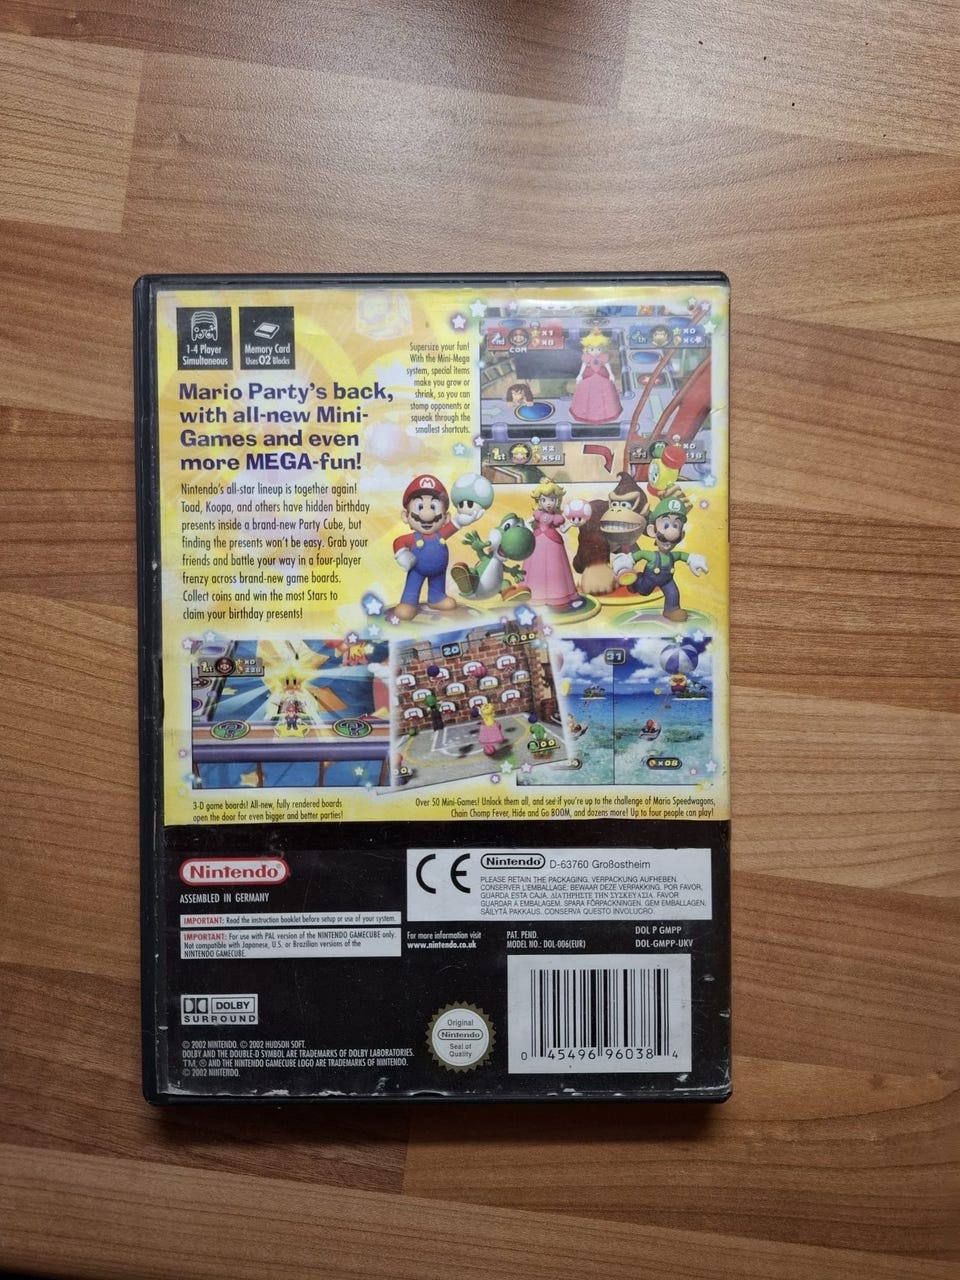 1-4 Player
Simultaneous
Memory Card
Uses 02 Blocks
Mario Party's back,
with all-new Mini-
Games and even
more MEGA-fun!
Nintendo's all-star lineup is together again!
Toad, Koopa, and others have hidden birthday
presents inside a brand-new Party Cube, but
finding the presents won't be easy. Grab your
friends and battle your way in a four-player
frenzy across brand-new game boards.
Collect coins and win the most Stars to
claim your birthday presents!
Supersize your fun!
With the Mini-Mega
system, special items
make you grow or
shrink, so you can
stomp opponents or
squeak through the
smallest shortcuts.
COM
20
31
3-D game boards! All-new, fully rendered boards
open the door for even bigger and better parties!
Over 50 Mini-Games! Unlock them all, and see if you're up to the challenge of Mario Speedwagons,
Chain Chomp Fever, Hide and Go BOOM, and dozens more! Up to four people can play!
Nintendo®
ASSEMBLED IN GERMANY
IMPORTANT: Read the instruction booklet before setup or use of your system.
IMPORTANT: For use with PAL version of the NINTENDO GAMECUBE only.
Not compatible with Japanese, U.S. or Brazilian versions of the
NINTENDO GAMECUBE.
CE Nintendo® D-63760 Großostheim
PLEASE RETAIN THE PACKAGING. VERPACKUNG AUFHEBEN.
CONSERVER L'EMBALLAGE. BEWAAR DEZE VERPAKKING. POR FAVOR,
GUARDA ESTA CAJA. ΔΙΑΤΗΡΗΣΤΕ ΤΗΝ ΣΥΣΚΕΥΑΣΙΑ. FAVOR
GUARDAR A EMBALAGEM. SPARA FÖRPACKNINGEN. GEM EMBALLAGEN.
SÄILYTÄ PAKKAUS. CONSERVA QUESTO INVOLUCRO.
For more information visit
www.nintendo.co.uk
PAT. PEND.
MODEL NO.: DOL-006(EUR)
DOL P GMPP
DOL-GMPP-UKV
DOLBY
SURROUND
© 2002 NINTENDO. © 2002 HUDSON SOFT.
DOLBY AND THE DOUBLE-D SYMBOL ARE TRADEMARKS OF DOLBY LABORATORIES.
TM, ® AND THE NINTENDO GAMECUBE LOGO ARE TRADEMARKS OF NINTENDO.
© 2002 NINTENDO.
Original
Nintendo
Seal of
Quality
0 45496 96038 4